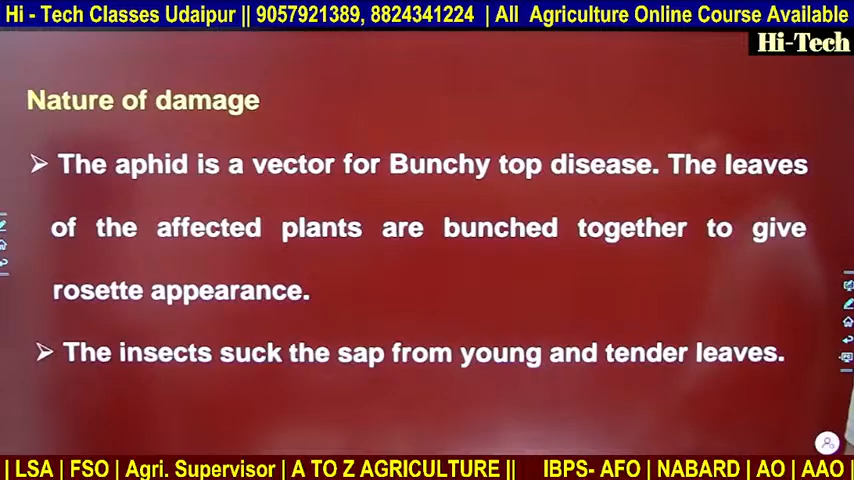 Hi - Tech Classes Udaipur || 9057921389, 8824341224 | All Agriculture Online Course Available
Hi-Tech
Nature of damage
➢ The aphid is a vector for Bunchy top disease. The leaves
of the affected plants are bunched together to give
rosette appearance.
➢ The insects suck the sap from young and tender leaves.
| LSA | FSO | Agri. Supervisor | A TO Z AGRICULTURE || IBPS- AFO | NABARD | AO | AAO |